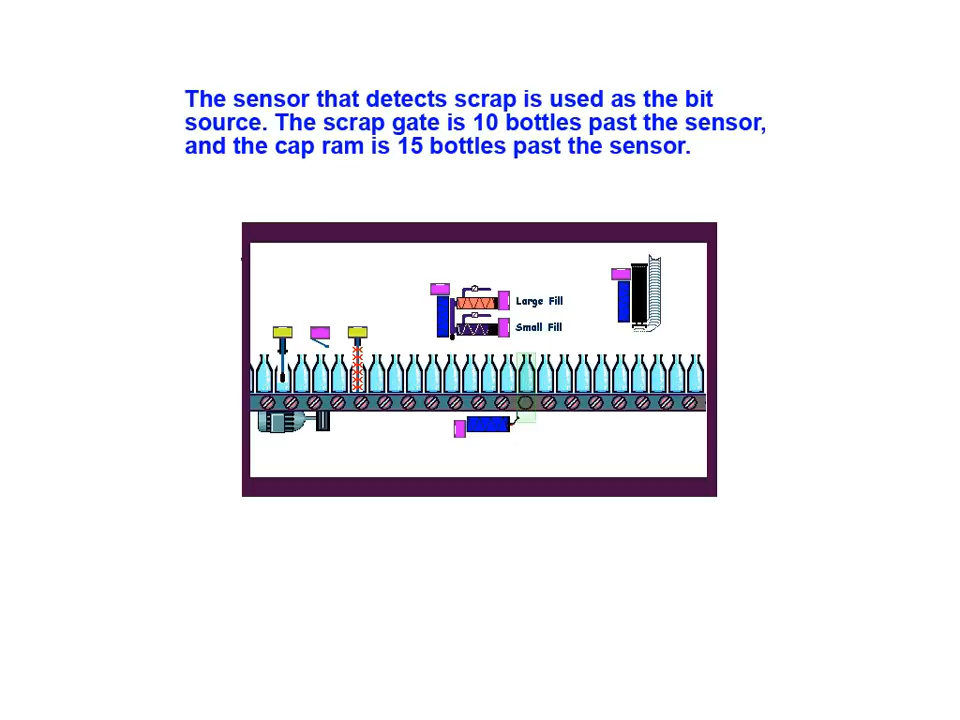 The sensor that detects scrap is used as the bit
source. The scrap gate is 10 bottles past the sensor,
and the cap ram is 15 bottles past the sensor.
Large Fill
Small Fill